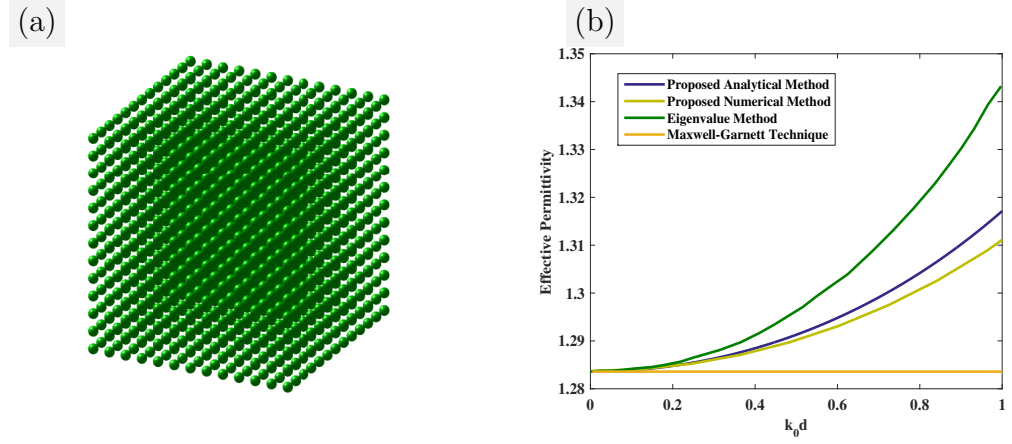 (a)
(b)
1.35
1.34
1.33
1.32
1.31
1.3
1.29
1.28
Effective Permittivity
Proposed Analytical Method
Proposed Numerical Method
Eigenvalue Method
Maxwell-Garnett Technique
0 0.2 0.4 0.6 0.8 1
k₀d